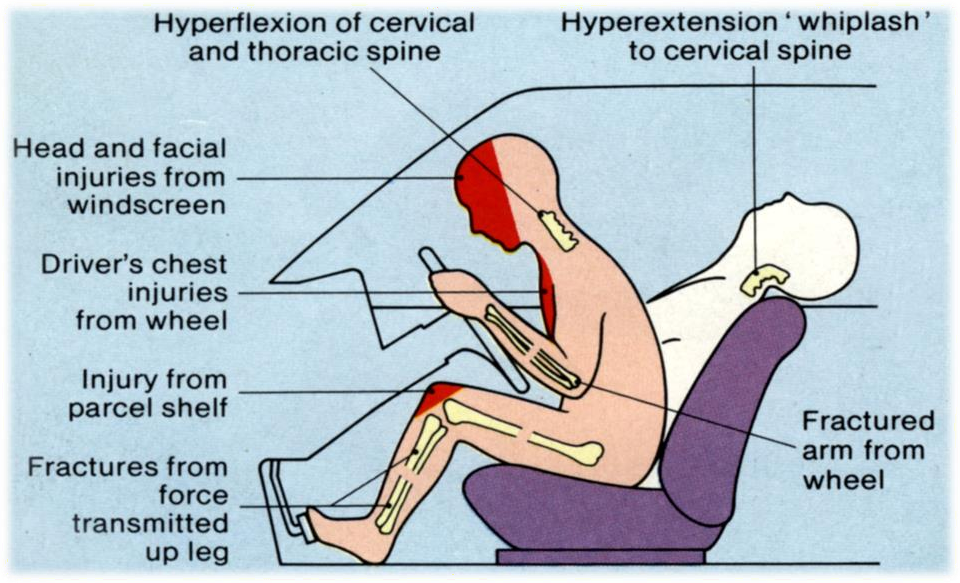 Hyperflexion of cervical
and thoracic spine
Hyperextension ‘ whiplash ’
to cervical spine
Head and facial
injuries from
windscreen
Driver's chest
injuries
from wheel
Injury from
parcel shelf
Fractures from
force
transmitted
up leg
Fractured
arm from
wheel